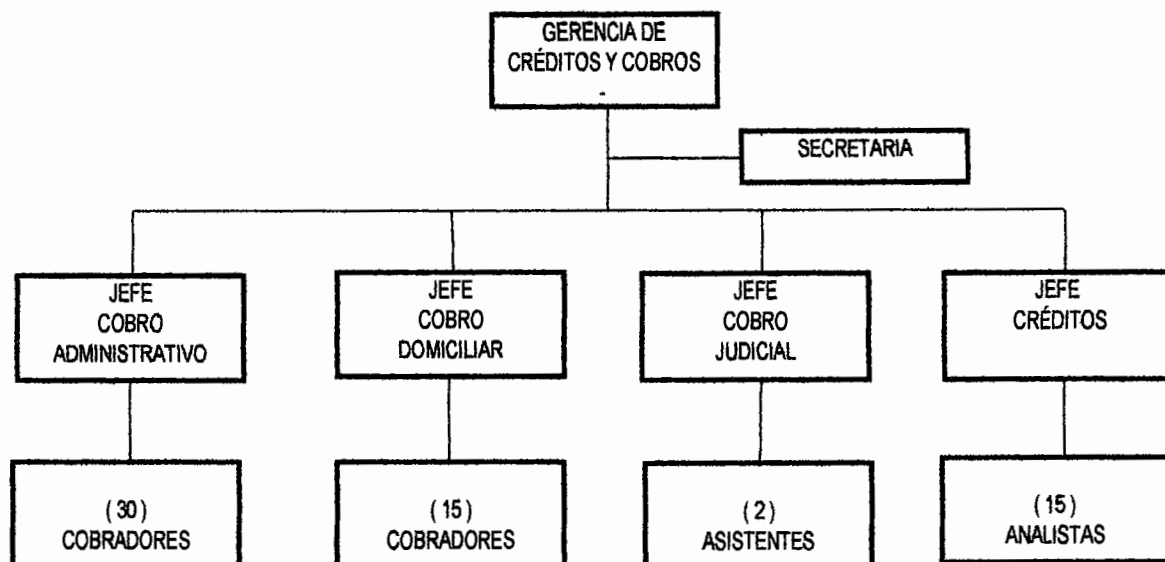 GERENCIA DE
CRÉDITOS Y COBROS
SECRETARIA
JEFE
COBRO
ADMINISTRATIVO
JEFE
COBRO
DOMICILIAR
JEFE
COBRO
JUDICIAL
JEFE
CRÉDITOS
( 30 )
COBRADORES
( 15 )
COBRADORES
( 2 )
ASISTENTES
( 15 )
ANALISTAS